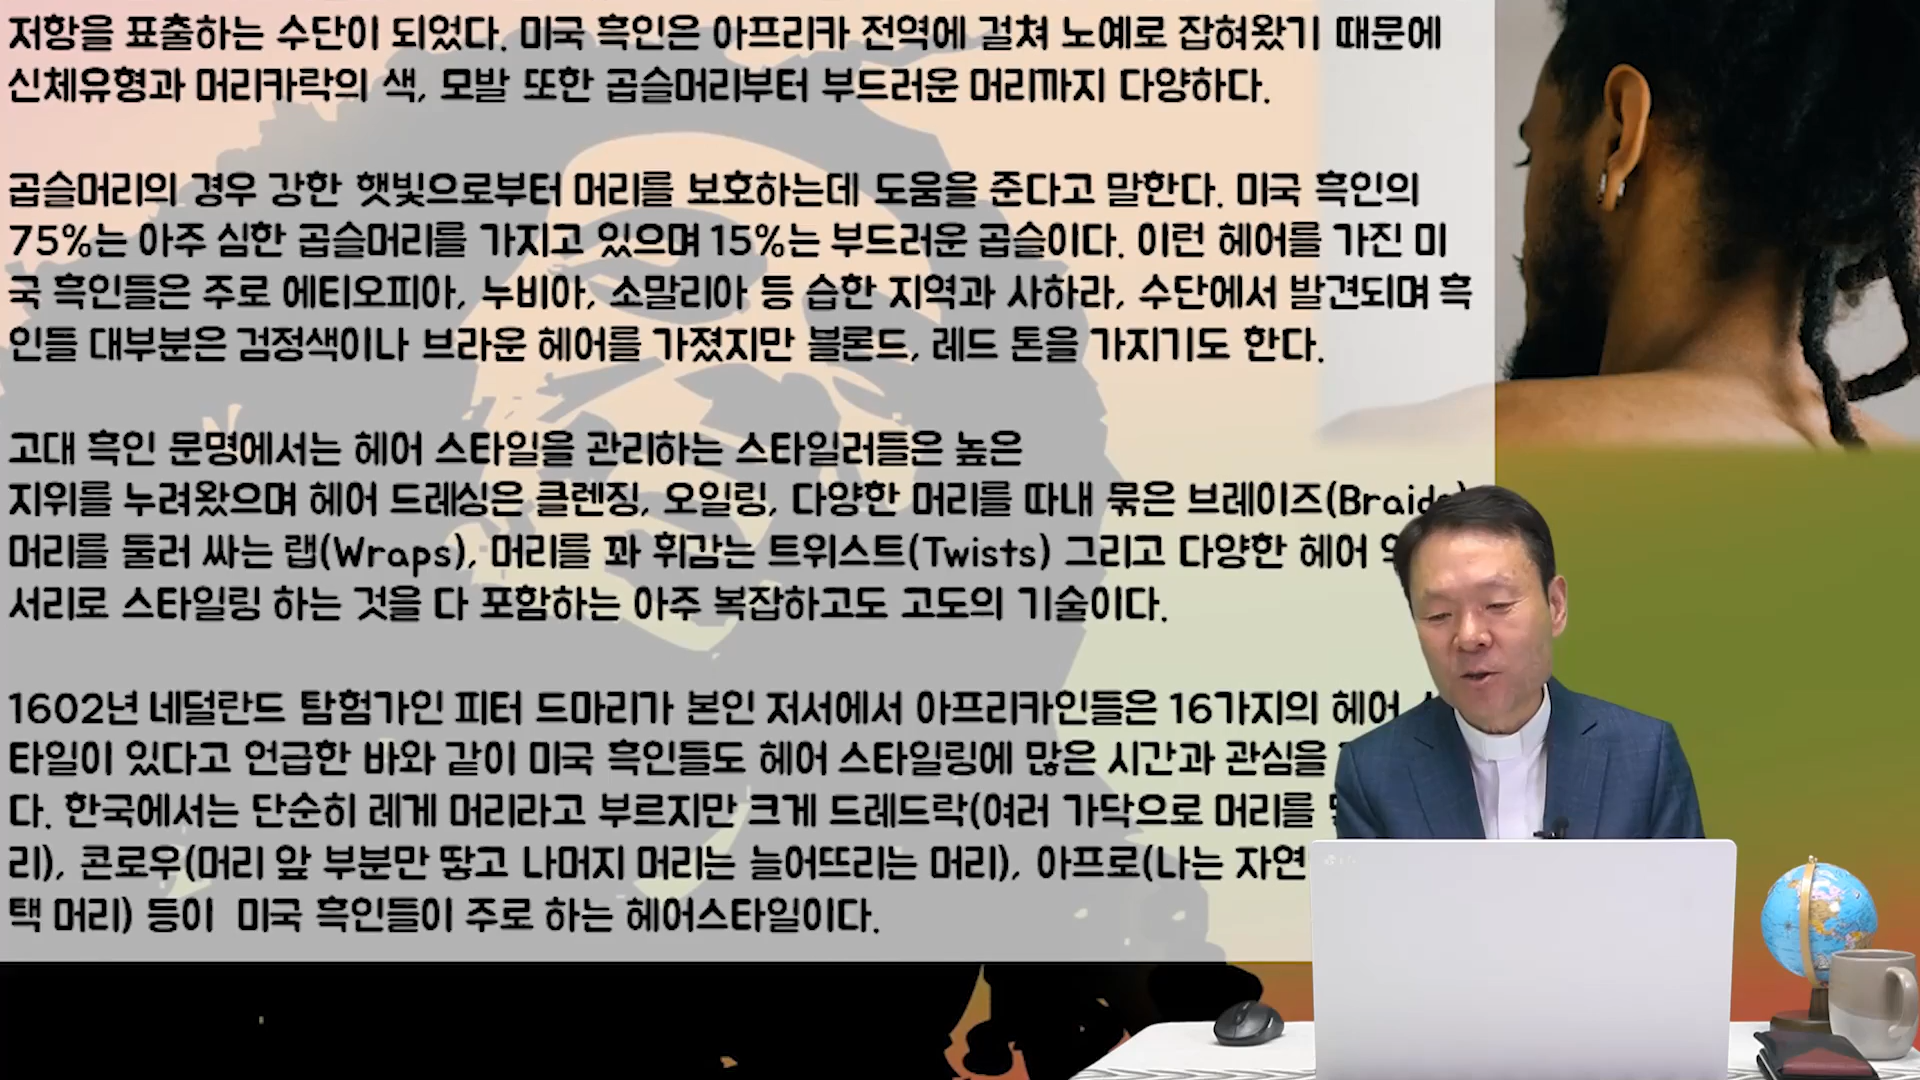 저항을 표출하는 수단이 되었다. 미국 흑인은 아프리카 전역에 걸쳐 노예로 잡혀왔기 때문에
신체유형과 머리카락의 색, 모발 또한 곱슬머리부터 부드러운 머리까지 다양하다.
곱슬머리의 경우 강한 햇빛으로부터 머리를 보호하는데 도움을 준다고 말한다. 미국 흑인의
75%는 아주 심한 곱슬머리를 가지고 있으며 15%는 부드러운 곱슬이다. 이런 헤어를 가진 미
국 흑인들은 주로 에티오피아, 누비아, 소말리아 등 습한 지역과 사하라, 수단에서 발견되며 흑
인들 대부분은 검정색이나 브라운 헤어를 가졌지만 블론드, 레드 톤을 가지기도 한다.
고대 흑인 문명에서는 헤어 스타일을 관리하는 스타일러들은 높은
지위를 누려왔으며 헤어 드레싱은 클렌징, 오일링, 다양한 머리를 따내 묶은 브레이즈
머리를 둘러 싸는 랩(Wraps), 머리를 꽈 휘감는 트위스트(Twists) 그리고 다양한 헤어
서리로 스타일링 하는 것을 다 포함하는 아주 복잡하고도 고도의 기술이다.
1602년 네덜란드 탐험가인 피터 드마리가 본인 저서에서 아프리카인들은 16가지의 헤어
타일이 있다고 언급한 바와 같이 미국 흑인들도 헤어 스타일링에 많은 시간과 관심을
다. 한국에서는 단순히 레게 머리라고 부르지만 크게 드레드락(여러 가닥으로 머리를
리), 콘로우(머리 앞 부분만 땋고 나머지 머리는 늘어뜨리는 머리), 아프로(나는 자연
택 머리) 등이 미국 흑인들이 주로 하는 헤어스타일이다.